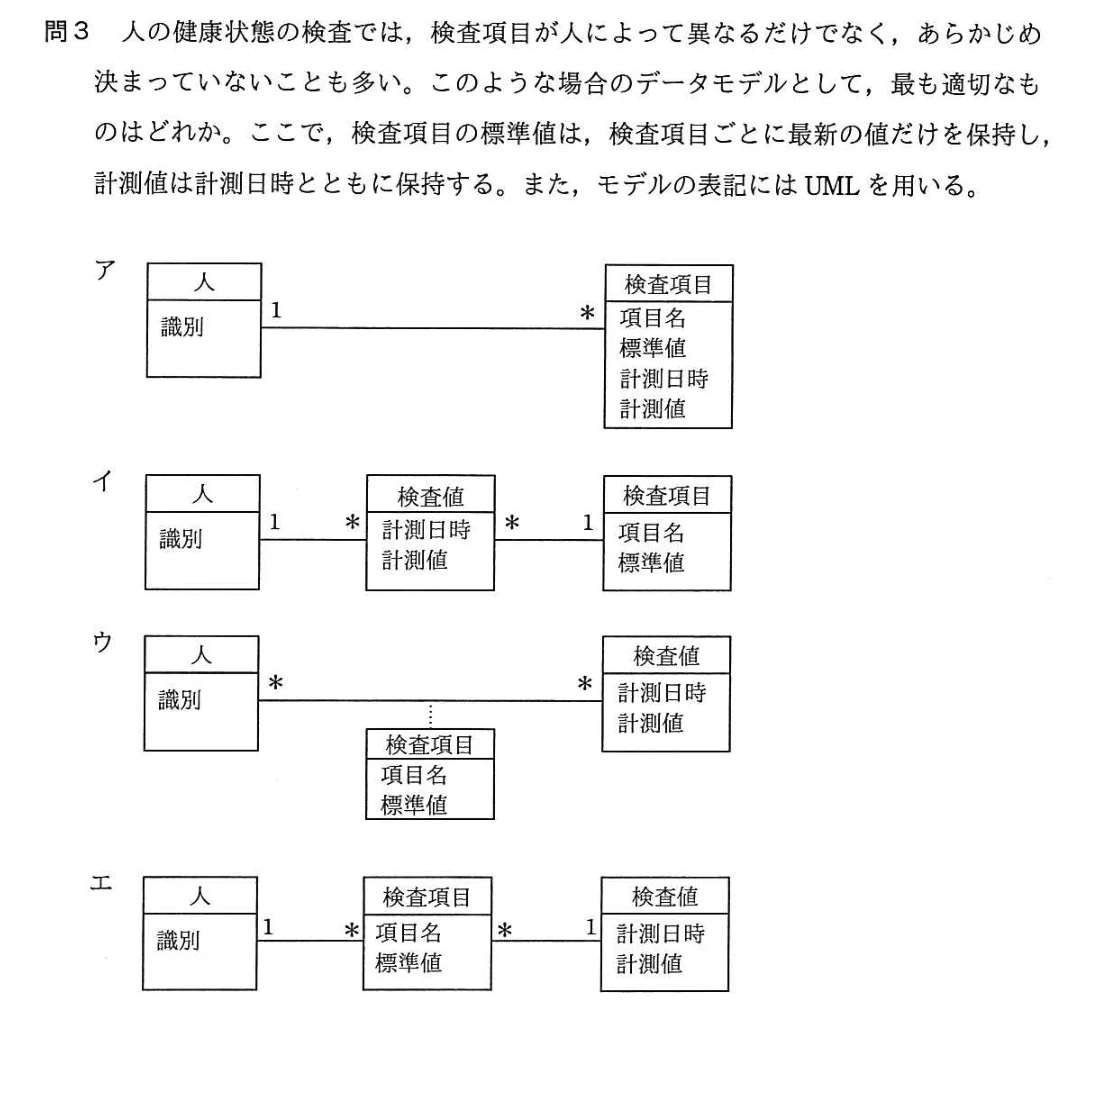 問3 人の健康状態の検査では，検査項目が人によって異なるだけでなく，あらかじめ
決まっていないことも多い。このような場合のデータモデルとして，最も適切なも
のはどれか。ここで，検査項目の標準値は，検査項目ごとに最新の値だけを保持し，
計測値は計測日時とともに保持する。また，モデルの表記には UML を用いる。
ア
人
識別
1
*
検査項目
項目名
標準値
計測日時
計測値
イ
人
識別
1
*
検査値
計測日時
計測値
*
1
検査項目
項目名
標準値
ウ
人
識別
*
*
検査値
計測日時
計測値
検査項目
項目名
標準値
エ
人
識別
1
*
検査項目
項目名
標準値
*
1
検査値
計測日時
計測値